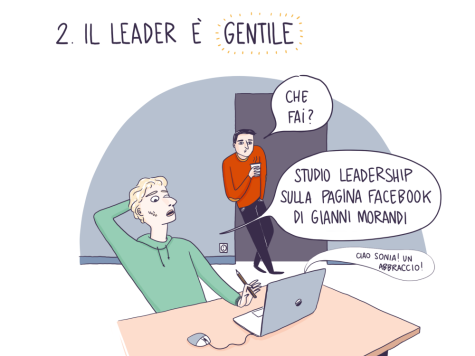 2. IL LEADER È GENTILE
CHE
FAI?
STUDIO LEADERSHIP
SULLA PAGINA FACEBOOK
DI GIANNI MORANDI
CIAO SONIA! UN
ABBRACCIO!